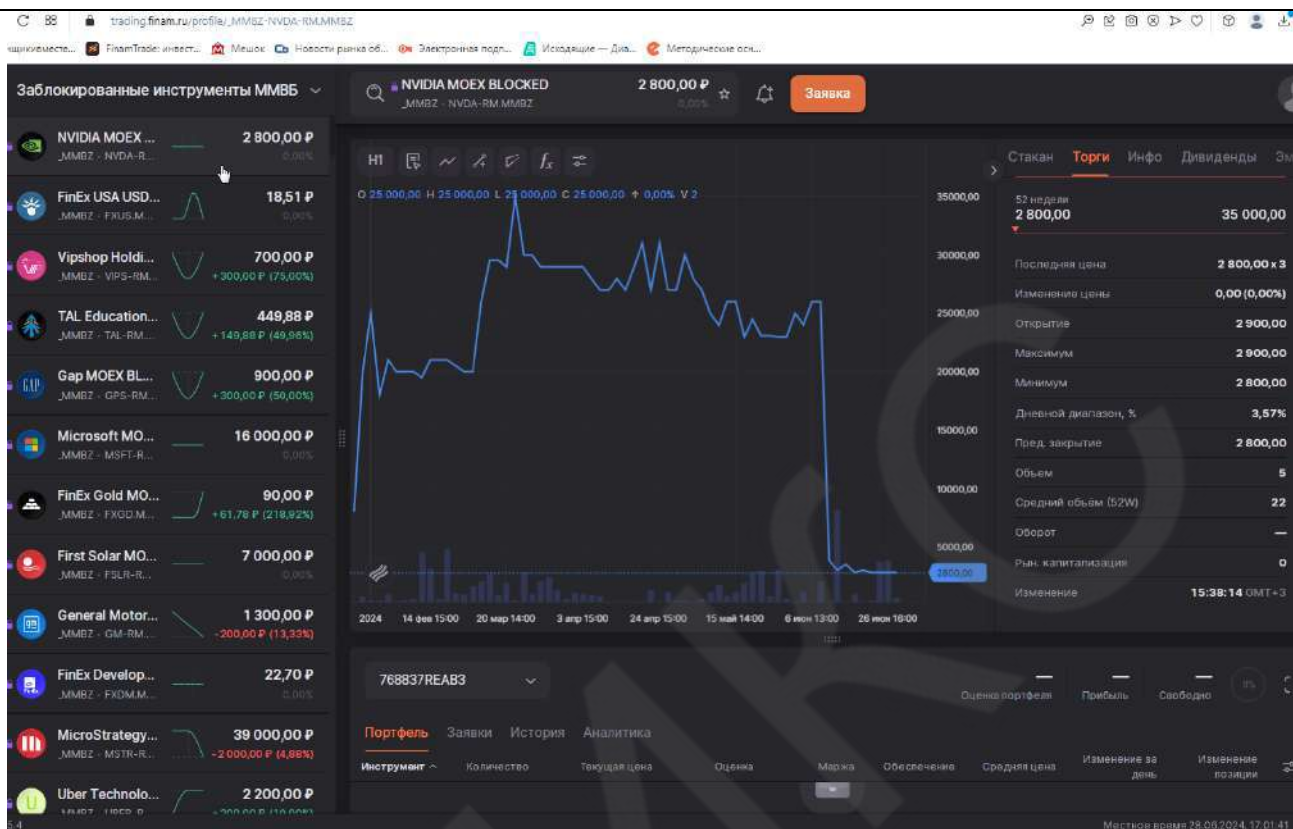 trading.finam.ru/profile/_MMBZ-NVDA-RM.MMBZ
FinamTrade: инвест...
Мешок
Новости рынка об...
Электронная подп...
Исходящие — Диа...
Методические осн...
Заблокированные инструменты ММВБ
NVIDIA MOEX BLOCKED
_MMBZ - NVDA-RM.MMBZ
2 800,00 ₽
0,00%
Заявка
NVIDIA MOEX ...
2 800,00 ₽
_MMBZ - NVDA-R...
0,00%
FinEx USA USD...
18,51 ₽
_MMBZ - FXUS.M...
0,00%
Vipshop Holdi...
700,00 ₽
_MMBZ - VIPS-RM...
+300,00 ₽ (75,00%)
TAL Education...
449,88 ₽
_MMBZ - TAL-RM...
+149,88 ₽ (49,96%)
Gap MOEX BL...
900,00 ₽
_MMBZ - GPS-RM...
+300,00 ₽ (50,00%)
Microsoft MO...
16 000,00 ₽
_MMBZ - MSFT-R...
0,00%
FinEx Gold MO...
90,00 ₽
_MMBZ - FXGD.M...
+61,78 ₽ (218,92%)
First Solar MO...
7 000,00 ₽
_MMBZ - FSLR-R...
0,00%
General Motor...
1 300,00 ₽
_MMBZ - GM-RM...
-200,00 ₽ (13,33%)
FinEx Develop...
22,70 ₽
_MMBZ - FXDM.M...
0,00%
MicroStrategy...
39 000,00 ₽
_MMBZ - MSTR-R...
-2 000,00 ₽ (4,88%)
Uber Technolo...
2 200,00 ₽
H1
O 25 000,00 H 25 000,00 L 25 000,00 C 25 000,00 ↑ 0,00% V 2
35000,00
30000,00
25000,00
20000,00
15000,00
10000,00
5000,00
2800,00
2024 14 фев 15:00 20 мар 14:00 3 апр 15:00 24 апр 15:00 15 май 14:00 6 июн 13:00 26 июн 16:00
Стакан Торги Инфо Дивиденды Эм
52 недели
2 800,00 35 000,00
Последняя цена 2 800,00 x 3
Изменение цены 0,00 (0,00%)
Открытие 2 900,00
Максимум 2 900,00
Минимум 2 800,00
Дневной диапазон, % 3,57%
Пред. закрытие 2 800,00
Объем 5
Средний объём (52W) 22
Оборот —
Рын. капитализация 0
Изменение 15:38:14 GMT+3
768837REAB3
Оценка портфеля Прибыль Свободно
Портфель Заявки История Аналитика
Инструмент Количество Текущая цена Оценка Маржа Обеспечение Средняя цена Изменение за день Изменение позиции
5.4
Местное время 28.06.2024, 17:01:41